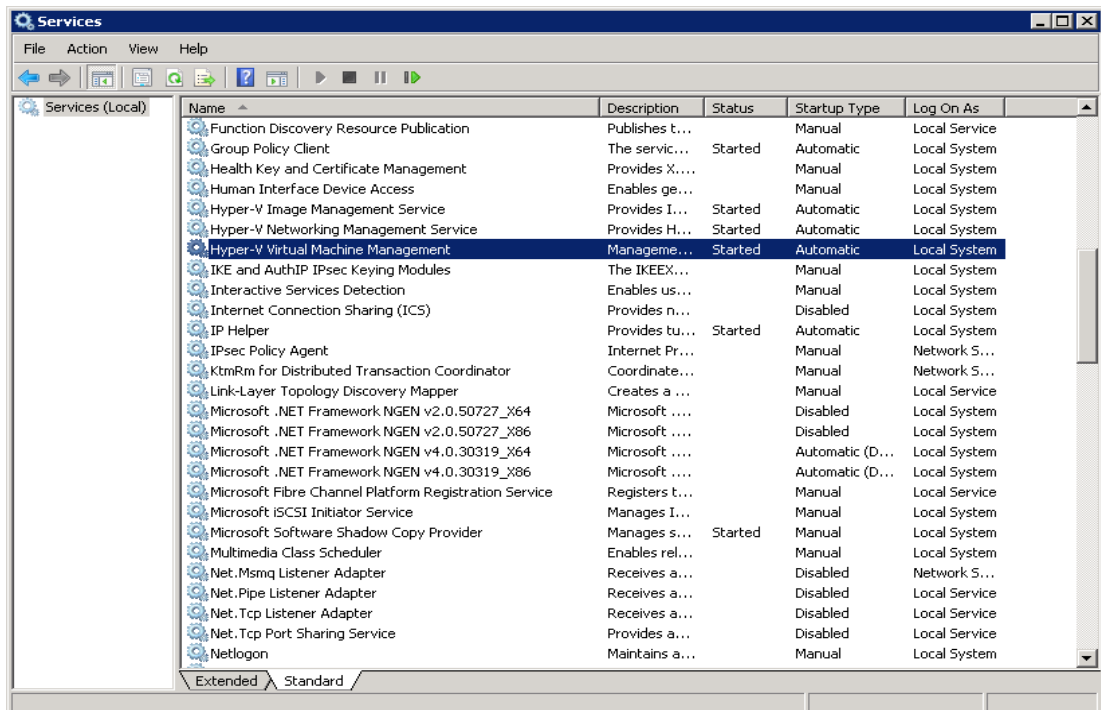 Services
File Action View Help
Services (Local)
Name Description Status Startup Type Log On As
Function Discovery Resource Publication Publishes t... Manual Local Service
Group Policy Client The servic... Started Automatic Local System
Health Key and Certificate Management Provides X.... Manual Local System
Human Interface Device Access Enables ge... Manual Local System
Hyper-V Image Management Service Provides I... Started Automatic Local System
Hyper-V Networking Management Service Provides H... Started Automatic Local System
Hyper-V Virtual Machine Management Manageme... Started Automatic Local System
IKE and AuthIP IPsec Keying Modules The IKEEX... Manual Local System
Interactive Services Detection Enables us... Manual Local System
Internet Connection Sharing (ICS) Provides n... Disabled Local System
IP Helper Provides tu... Started Automatic Local System
IPsec Policy Agent Internet Pr... Manual Network S...
KtmRm for Distributed Transaction Coordinator Coordinate... Manual Network S...
Link-Layer Topology Discovery Mapper Creates a ... Manual Local Service
Microsoft .NET Framework NGEN v2.0.50727_X64 Microsoft .... Disabled Local System
Microsoft .NET Framework NGEN v2.0.50727_X86 Microsoft .... Disabled Local System
Microsoft .NET Framework NGEN v4.0.30319_X64 Microsoft .... Automatic (D... Local System
Microsoft .NET Framework NGEN v4.0.30319_X86 Microsoft .... Automatic (D... Local System
Microsoft Fibre Channel Platform Registration Service Registers t... Manual Local Service
Microsoft iSCSI Initiator Service Manages I... Manual Local System
Microsoft Software Shadow Copy Provider Manages s... Started Manual Local System
Multimedia Class Scheduler Enables rel... Manual Local System
Net.Msmq Listener Adapter Receives a... Disabled Network S...
Net.Pipe Listener Adapter Receives a... Disabled Local Service
Net.Tcp Listener Adapter Receives a... Disabled Local Service
Net.Tcp Port Sharing Service Provides a... Disabled Local Service
Netlogon Maintains a... Manual Local System
Extended Standard